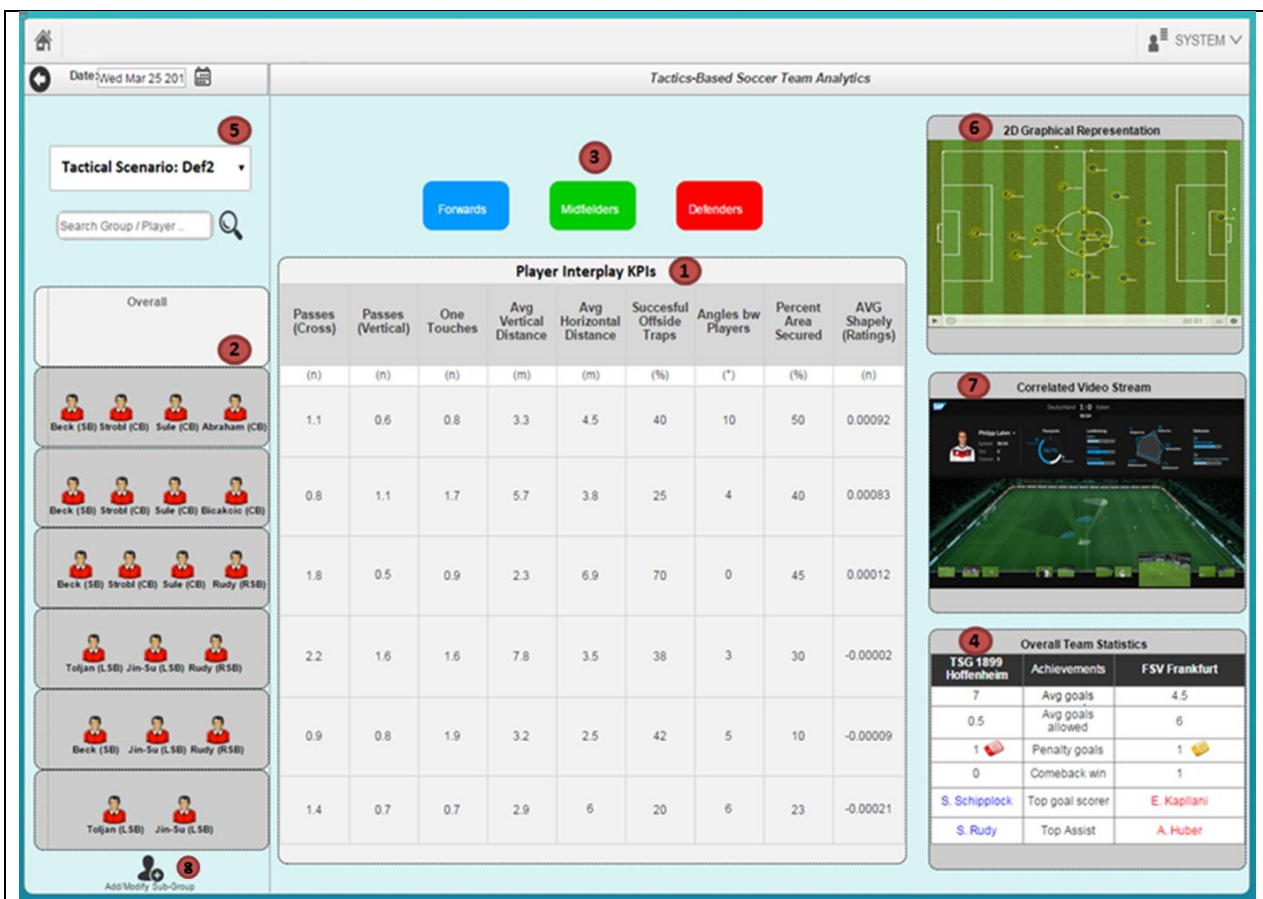 SYSTEM
Date: Wed Mar 25 201
Tactics-Based Soccer Team Analytics
5
Tactical Scenario: Def2
Search Group / Player ..
3
Forwards
Midfielders
Defenders
Player Interplay KPIs 1
Passes (Cross) Passes (Vertical) One Touches Avg Vertical Distance Avg Horizontal Distance Succesful Offside Traps Angles bw Players Percent Area Secured AVG Shapely (Ratings)
(n) (n) (n) (m) (m) (%) (°) (%) (n)
Overall
2
Beck (SB) Strobl (CB) Sule (CB) Abraham (CB)
1.1 0.6 0.8 3.3 4.5 40 10 50 0.00092
Beck (SB) Strobl (CB) Sule (CB) Bicakcic (CB)
0.8 1.1 1.7 5.7 3.8 25 4 40 0.00083
Beck (SB) Strobl (CB) Sule (CB) Rudy (RSB)
1.8 0.5 0.9 2.3 6.9 70 0 45 0.00012
Toljan (LSB) Jin-Su (LSB) Rudy (RSB)
2.2 1.6 1.6 7.8 3.5 38 3 30 -0.00002
Beck (SB) Jin-Su (LSB) Rudy (RSB)
0.9 0.8 1.9 3.2 2.5 42 5 10 -0.00009
Toljan (LSB) Jin-Su (LSB)
1.4 0.7 0.7 2.9 6 20 6 23 -0.00021
8
Add/Modify Sub-Group
6 2D Graphical Representation
00:01
7 Correlated Video Stream
Deutschland 1:0
Philipp Lahm
4 Overall Team Statistics
TSG 1899 Hoffenheim Achievements FSV Frankfurt
7 Avg goals 4.5
0.5 Avg goals allowed 6
1 Penalty goals 1
0 Comeback win 1
S. Schipplock Top goal scorer E. Kapllani
S. Rudy Top Assist A. Huber